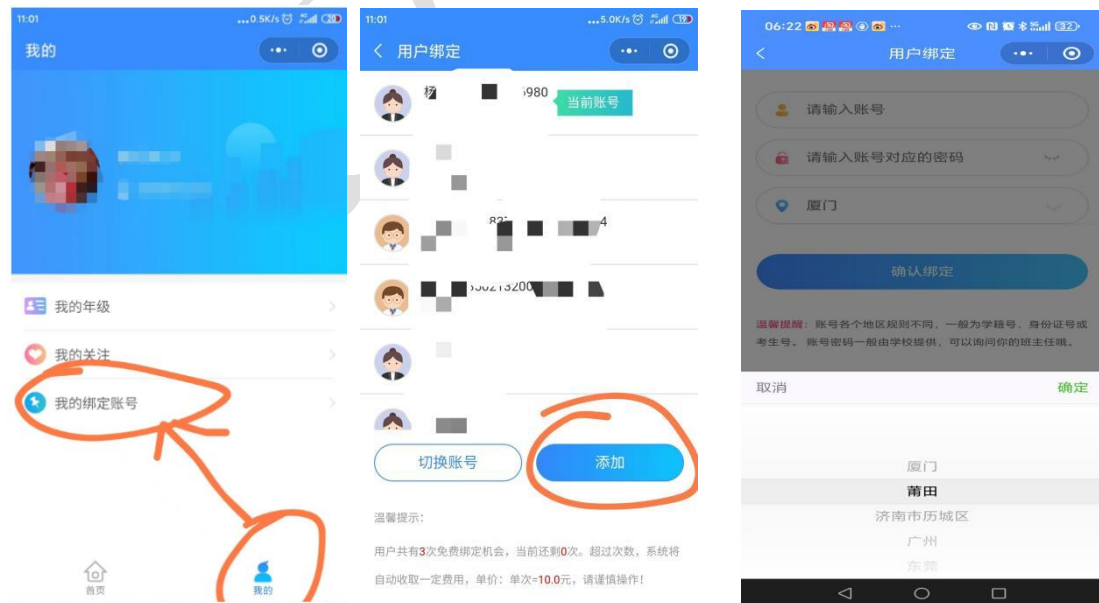 11:01
...0.5K/s
我的
我的年级
我的关注
我的绑定账号
首页
我的
11:01
...5.0K/s
用户绑定
杨
当前账号
切换账号
添加
温馨提示：
用户共有3次免费绑定机会，当前还剩0次。超过次数，系统将
自动收取一定费用，单价：单次=10.0元，请谨慎操作！
06:22
32
用户绑定
请输入账号
请输入账号对应的密码
厦门
确认绑定
温馨提醒：账号各个地区规则不同，一般为学籍号、身份证号或
考生号。账号密码一般由学校提供，可以询问你的班主任哦。
取消
确定
厦门
莆田
济南市历城区
广州
东莞